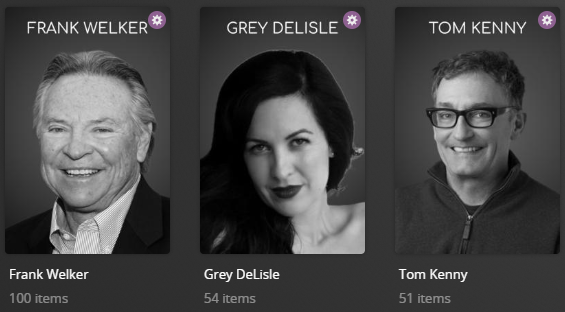 FRANK WELKER
GREY DELISLE
TOM KENNY
Frank Welker
Grey DeLisle
Tom Kenny
100 items
54 items
51 items